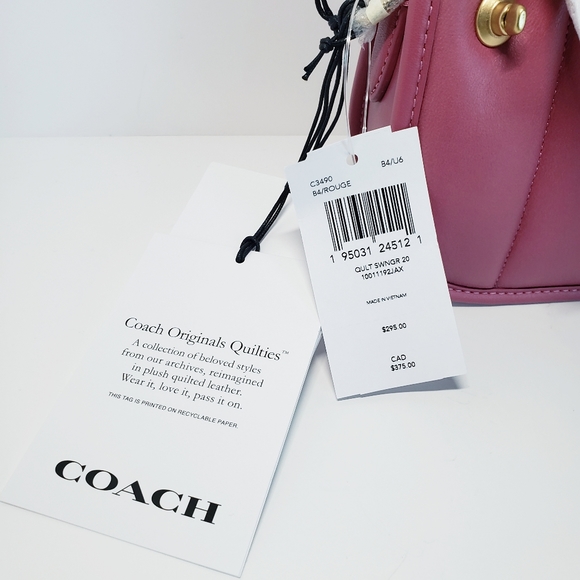 C3490 B4/U6
B4/ROUGE
1 95031 24512 1
QULT SWNGR 20
10011192JAX
MADE IN VIETNAM
$295.00
CAD
$375.00
Coach Originals Quilties™
A collection of beloved styles
from our archives, reimagined
in plush quilted leather.
Wear it, love it, pass it on.
THIS TAG IS PRINTED ON RECYCLABLE PAPER.
COACH